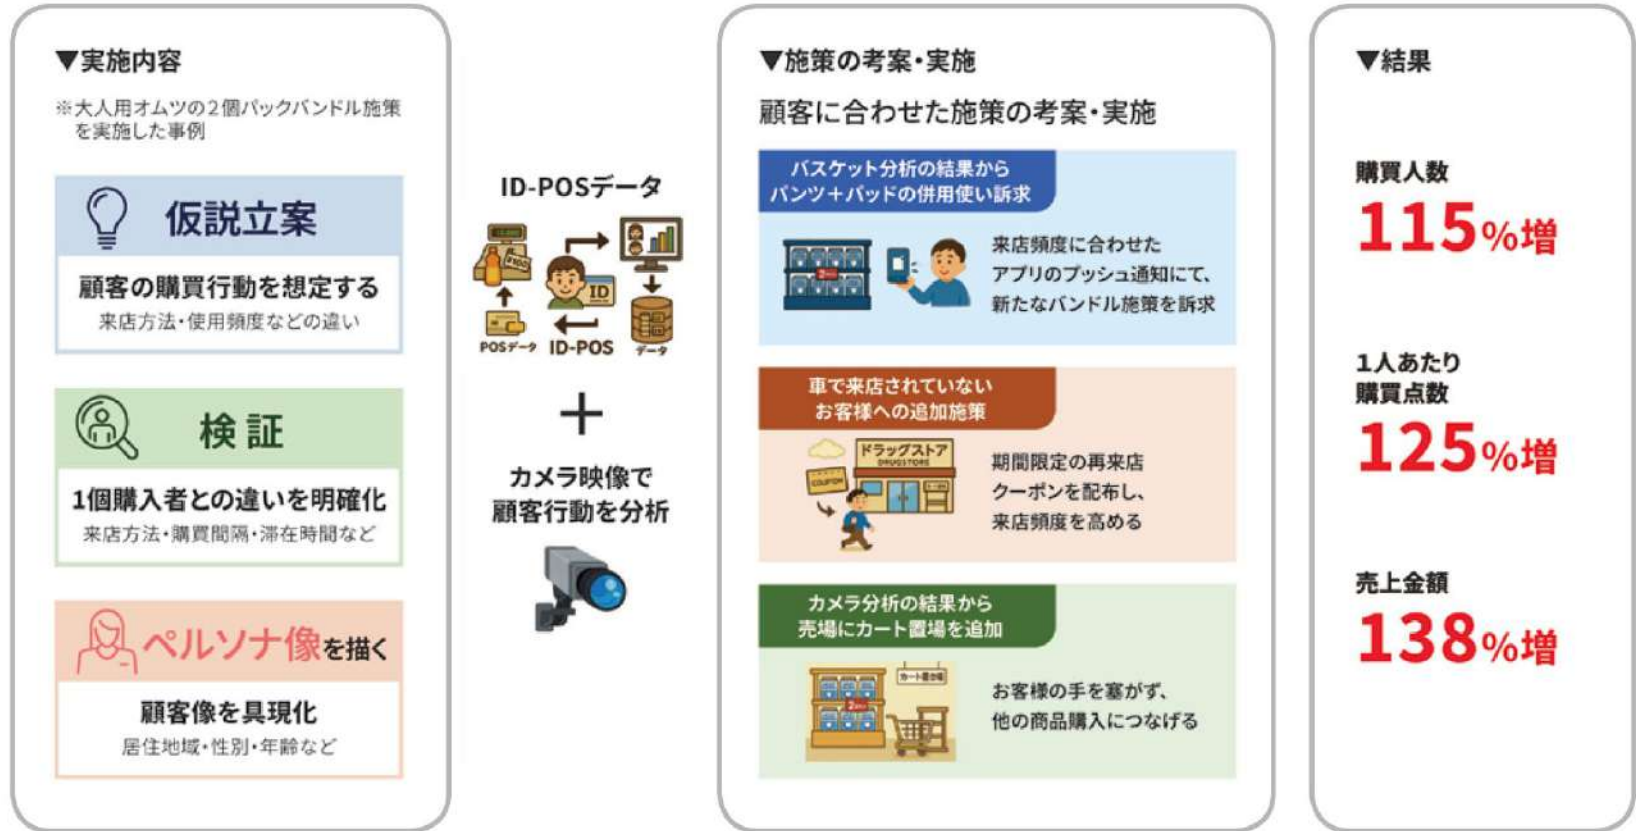 ▼実施内容
※大人用オムツの2個パックバンドル施策
を実施した事例
仮説立案
顧客の購買行動を想定する
来店方法・使用頻度などの違い
検証
1個購入者との違いを明確化
来店方法・購買間隔・滞在時間など
ペルソナ像を描く
顧客像を具現化
居住地域・性別・年齢など
ID-POSデータ
ID
POSデータ
ID-POS
データ
＋
カメラ映像で
顧客行動を分析
▼施策の考案・実施
顧客に合わせた施策の考案・実施
バスケット分析の結果から
パンツ＋パッドの併用使い訴求
来店頻度に合わせた
アプリのプッシュ通知にて、
新たなバンドル施策を訴求
車で来店されていない
お客様への追加施策
ドラッグストア
DRUGSTORE
COUPON
期間限定の再来店
クーポンを配布し、
来店頻度を高める
カメラ分析の結果から
売場にカート置場を追加
カート置き場
お客様の手を塞がず、
他の商品購入につなげる
▼結果
購買人数
115%増
1人あたり
購買点数
125%増
売上金額
138%増